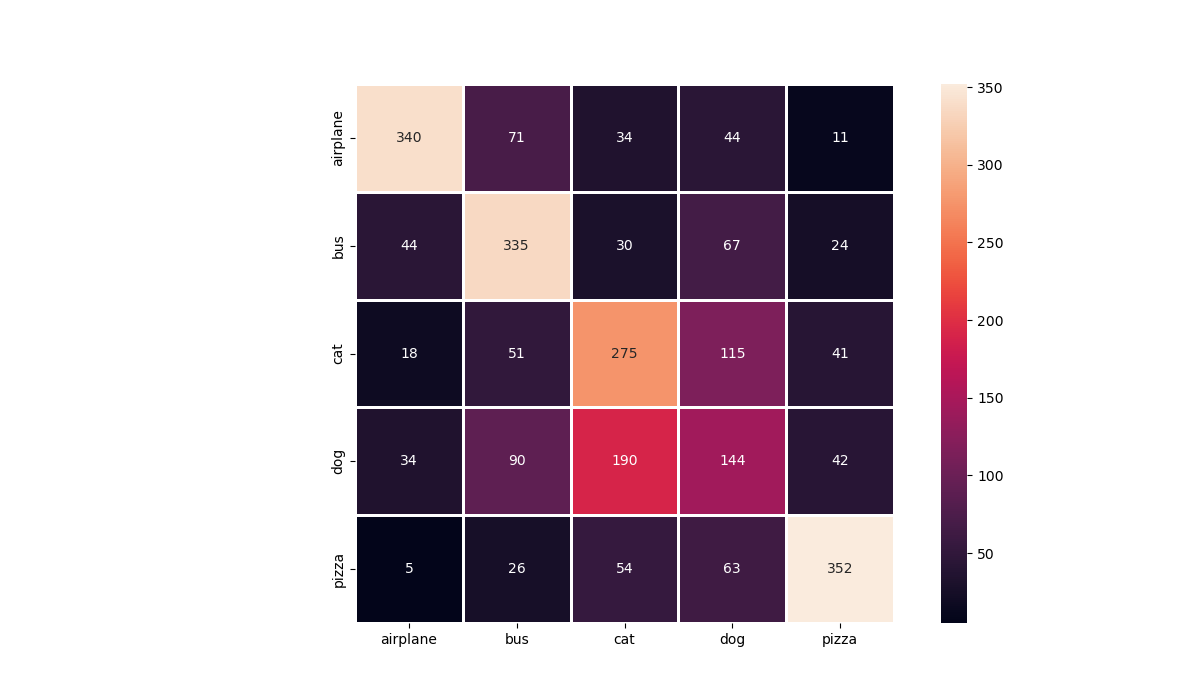 airplane 340 71 34 44 11
bus 44 335 30 67 24
cat 18 51 275 115 41
dog 34 90 190 144 42
pizza 5 26 54 63 352
airplane bus cat dog pizza
350
300
250
200
150
100
50